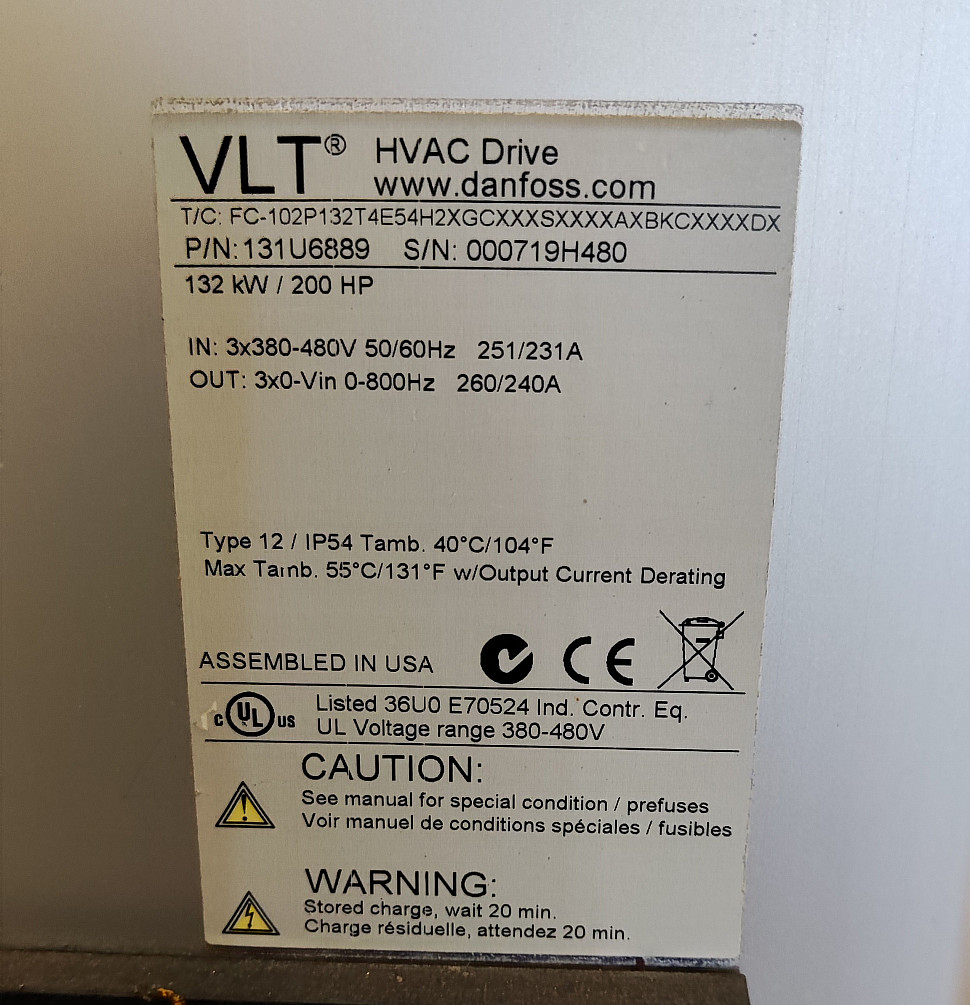 VLT® HVAC Drive
www.danfoss.com
T/C: FC-102P132T4E54H2XGCXXXSXXXXAXBKCXXXXDX
P/N: 131U6889 S/N: 000719H480
132 kW / 200 HP
IN: 3x380-480V 50/60Hz 251/231A
OUT: 3x0-Vin 0-800Hz 260/240A
Type 12 / IP54 Tamb. 40°C/104°F
Max Tamb. 55°C/131°F w/Output Current Derating
ASSEMBLED IN USA CE
c UL US Listed 36U0 E70524 Ind. Contr. Eq.
UL Voltage range 380-480V
CAUTION:
See manual for special condition / prefuses
Voir manuel de conditions spéciales / fusibles
WARNING:
Stored charge, wait 20 min.
Charge résiduelle, attendez 20 min.